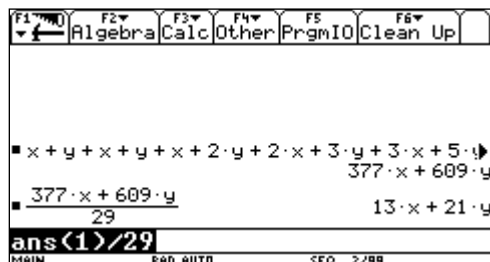 F1 F2 F3 F4 F5 F6
Algebra Calc Other PrgmIO Clean Up
x + y + x + y + x + 2·y + 2·x + 3·y + 3·x + 5·y
377·x + 609·y
377·x + 609·y
29
13·x + 21·y
ans(1)/29
MAIN RAD AUTO SEQ 2/99